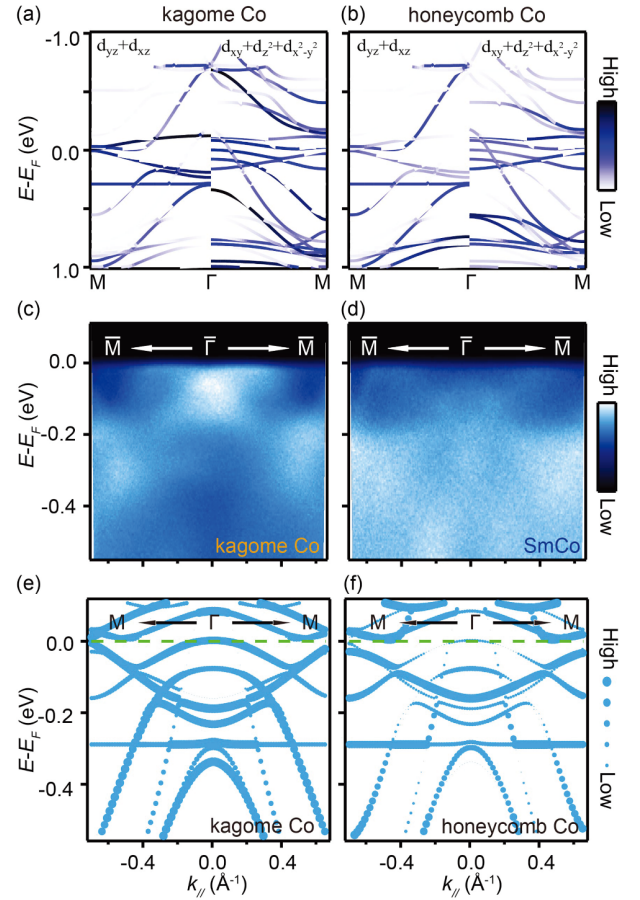 (a) kagome Co (b) honeycomb Co
d_yz+d_xz d_xy+d_z²+d_x²-y² d_yz+d_xz d_xy+d_z²+d_x²-y²
-1.0
0.0
1.0
E-E_F (eV)
M Γ M M Γ M
High
Low
(c) (d)
M̅ Γ̅ M̅ M̅ Γ̅ M̅
0.0
-0.2
-0.4
E-E_F (eV)
kagome Co SmCo
High
Low
(e) (f)
M Γ M M Γ M
0.0
-0.2
-0.4
E-E_F (eV)
kagome Co honeycomb Co
High
Low
-0.4 0.0 0.4 -0.4 0.0 0.4
k_// (Å⁻¹) k_// (Å⁻¹)